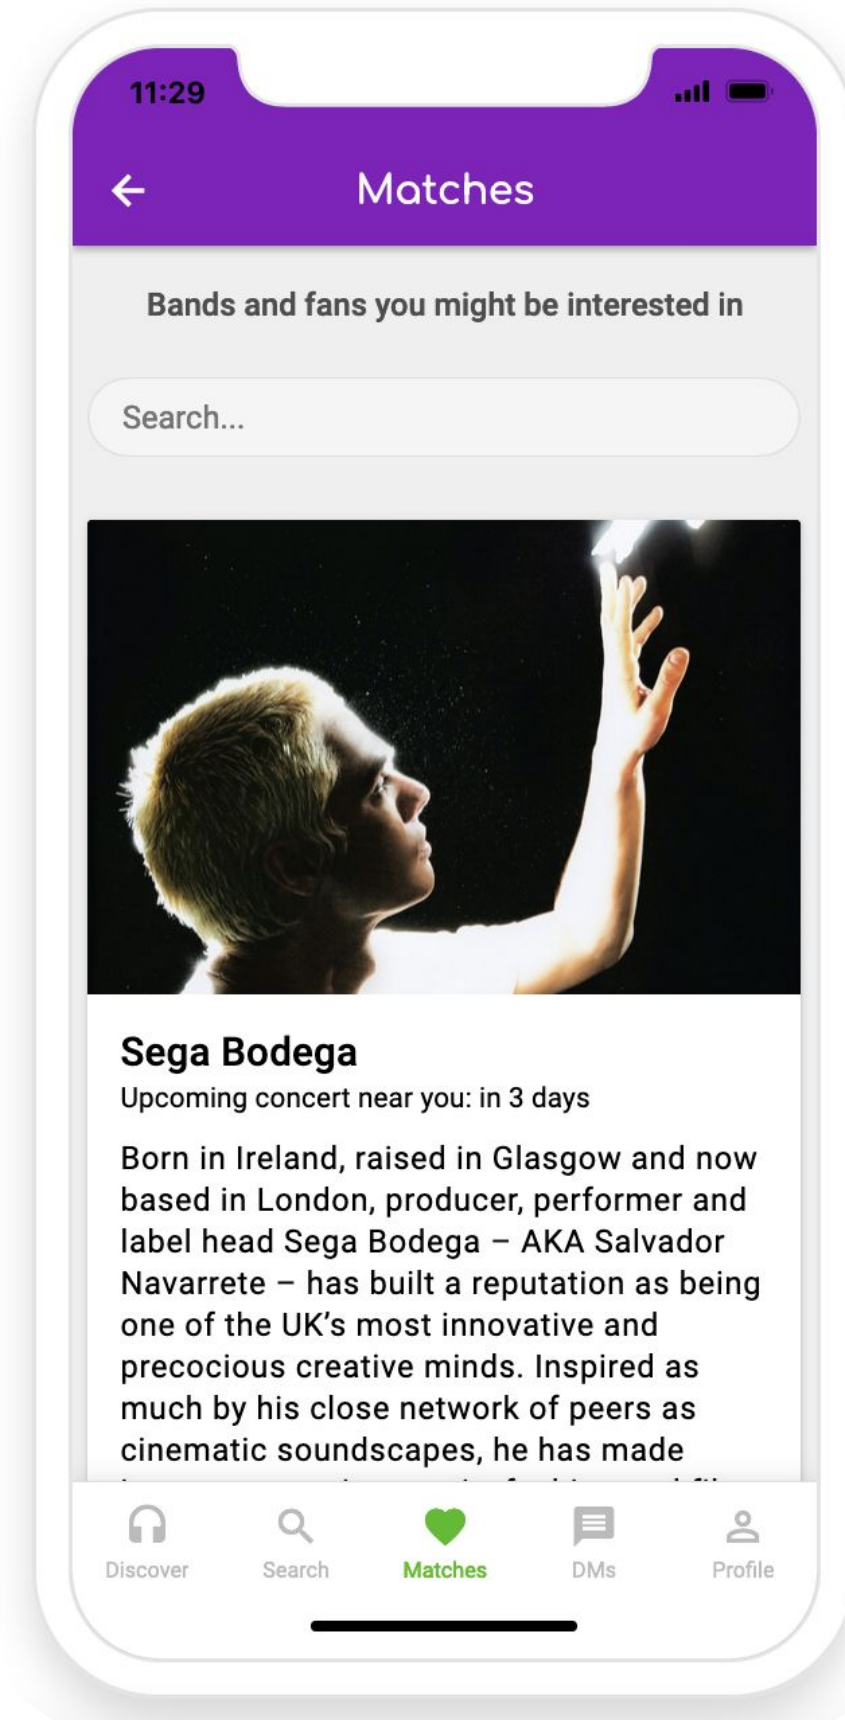 11:29
Matches
Bands and fans you might be interested in
Search...
Sega Bodega
Upcoming concert near you: in 3 days
Born in Ireland, raised in Glasgow and now
based in London, producer, performer and
label head Sega Bodega – AKA Salvador
Navarrete – has built a reputation as being
one of the UK’s most innovative and
precocious creative minds. Inspired as
much by his close network of peers as
cinematic soundscapes, he has made
Discover
Search
Matches
DMs
Profile